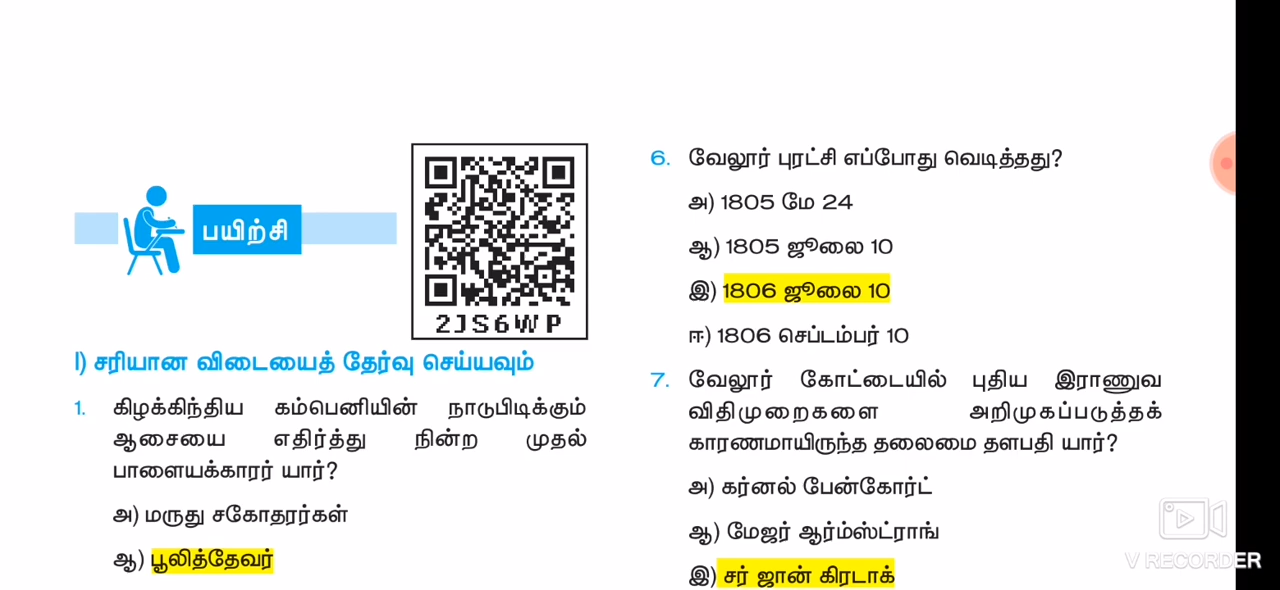 பயிற்சி
2JS6WP
I) சரியான விடையைத் தேர்வு செய்யவும்
1. கிழக்கிந்திய கம்பெனியின் நாடுபிடிக்கும்
ஆசையை எதிர்த்து நின்ற முதல்
பாளையக்காரர் யார்?
அ) மருது சகோதரர்கள்
ஆ) பூலித்தேவர்
6. வேலூர் புரட்சி எப்போது வெடித்தது?
அ) 1805 மே 24
ஆ) 1805 ஜூலை 10
இ) 1806 ஜூலை 10
ஈ) 1806 செப்டம்பர் 10
7. வேலூர் கோட்டையில் புதிய இராணுவ
விதிமுறைகளை அறிமுகப்படுத்தக்
காரணமாயிருந்த தலைமை தளபதி யார்?
அ) கர்னல் பேன்கோர்ட்
ஆ) மேஜர் ஆர்ம்ஸ்ட்ராங்
இ) சர் ஜான் கிரடாக்
V RECORDER